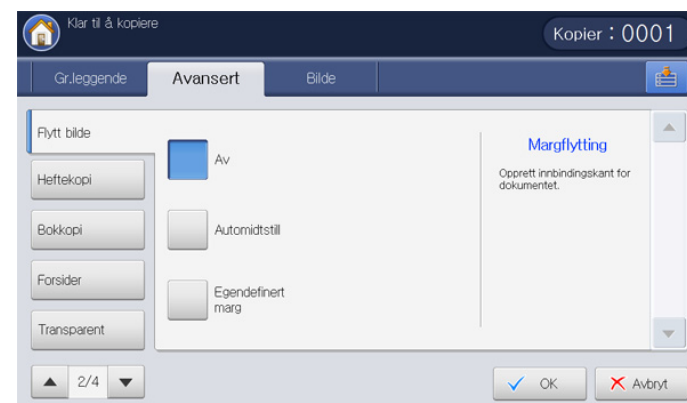 Klar til å kopiere
Kopier : 0001
Gr.leggende
Avansert
Bilde
Flytt bilde
Heftekopi
Bokkopi
Forsider
Transparent
2/4
Av
Automidtstill
Egendefinert
marg
Margflytting
Opprett innbindingskant for
dokumentet.
OK
Avbryt